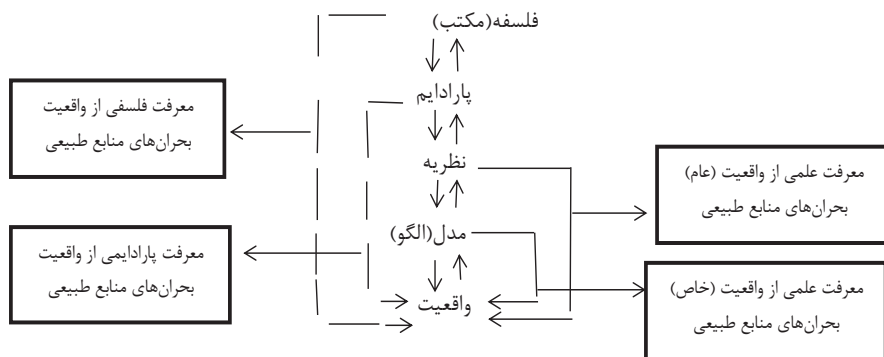 فلسفه(مکتب)
پارادایم
نظریه
مدل(الگو)
واقعیت
معرفت علمی از واقعیت (عام)
بحران‌های منابع طبیعی
معرفت علمی از واقعیت (خاص)
بحران‌های منابع طبیعی
معرفت فلسفی از واقعیت
بحران‌های منابع طبیعی
معرفت پارادایمی از واقعیت
بحران‌های منابع طبیعی